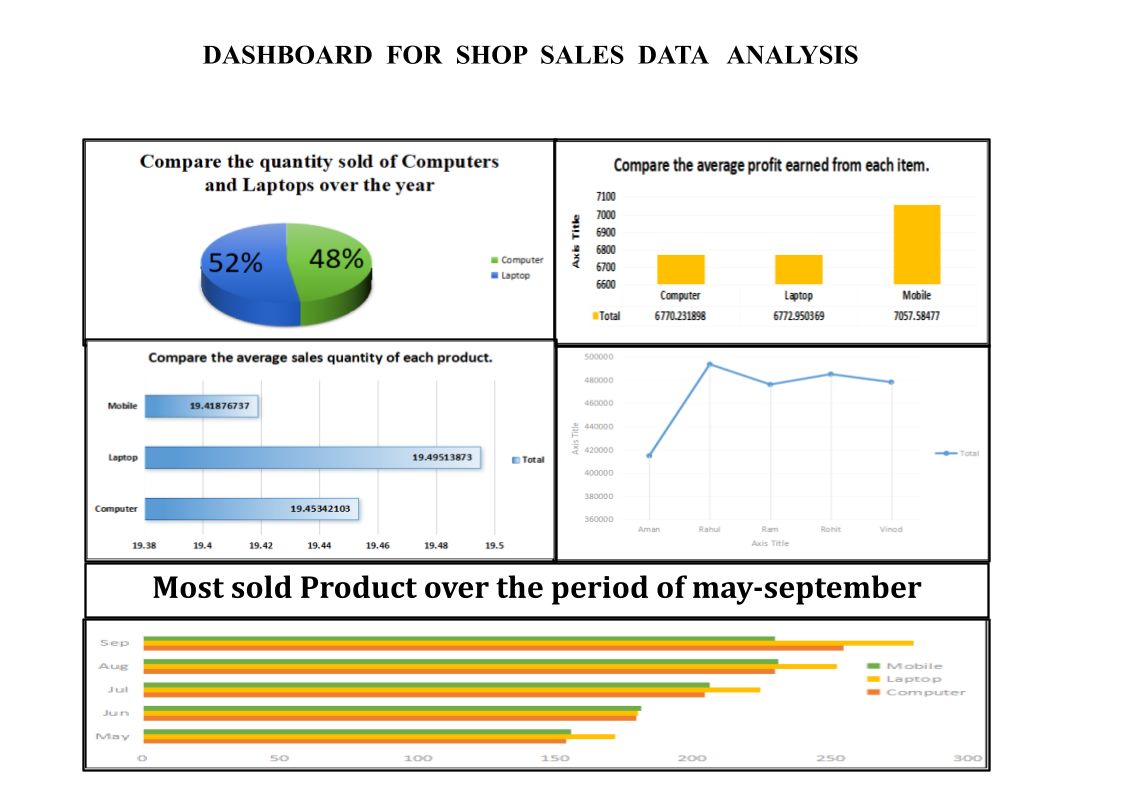 DASHBOARD FOR SHOP SALES DATA ANALYSIS
Compare the quantity sold of Computers
and Laptops over the year
52%
48%
Computer
Laptop
Compare the average profit earned from each item.
Axis Title
7100
7000
6900
6800
6700
6600
Computer Laptop Mobile
Total 6770.231898 6772.950369 7057.58477
Compare the average sales quantity of each product.
Mobile 19.41876737
Laptop 19.49513873
Computer 19.45342103
Total
19.38 19.4 19.42 19.44 19.46 19.48 19.5
500000
480000
460000
440000
420000
400000
380000
360000
Axis Title
Aman Rahul Ram Rohit Vinod
Axis Title
Total
Most sold Product over the period of may-september
Sep
Aug
Jul
Jun
May
0 50 100 150 200 250 300
Mobile
Laptop
Computer